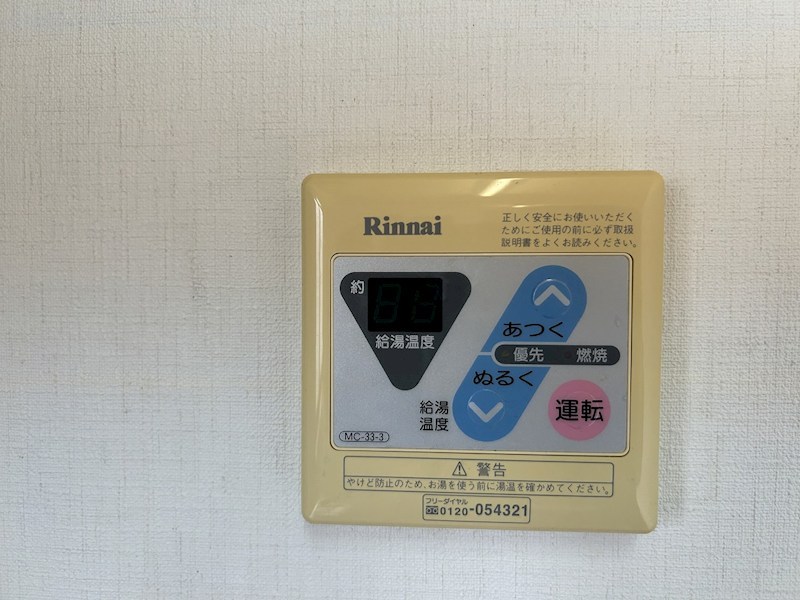 Rinnai
正しく安全にお使いいただく
ためにご使用の前に必ず取扱
説明書をよくお読みください。
約
給湯温度
あつく
優先 燃焼
ぬるく
給湯
温度
運転
MC-33-3
警告
やけど防止のため、お湯を使う前に湯温を確かめてください。
フリーダイヤル
0120-054321